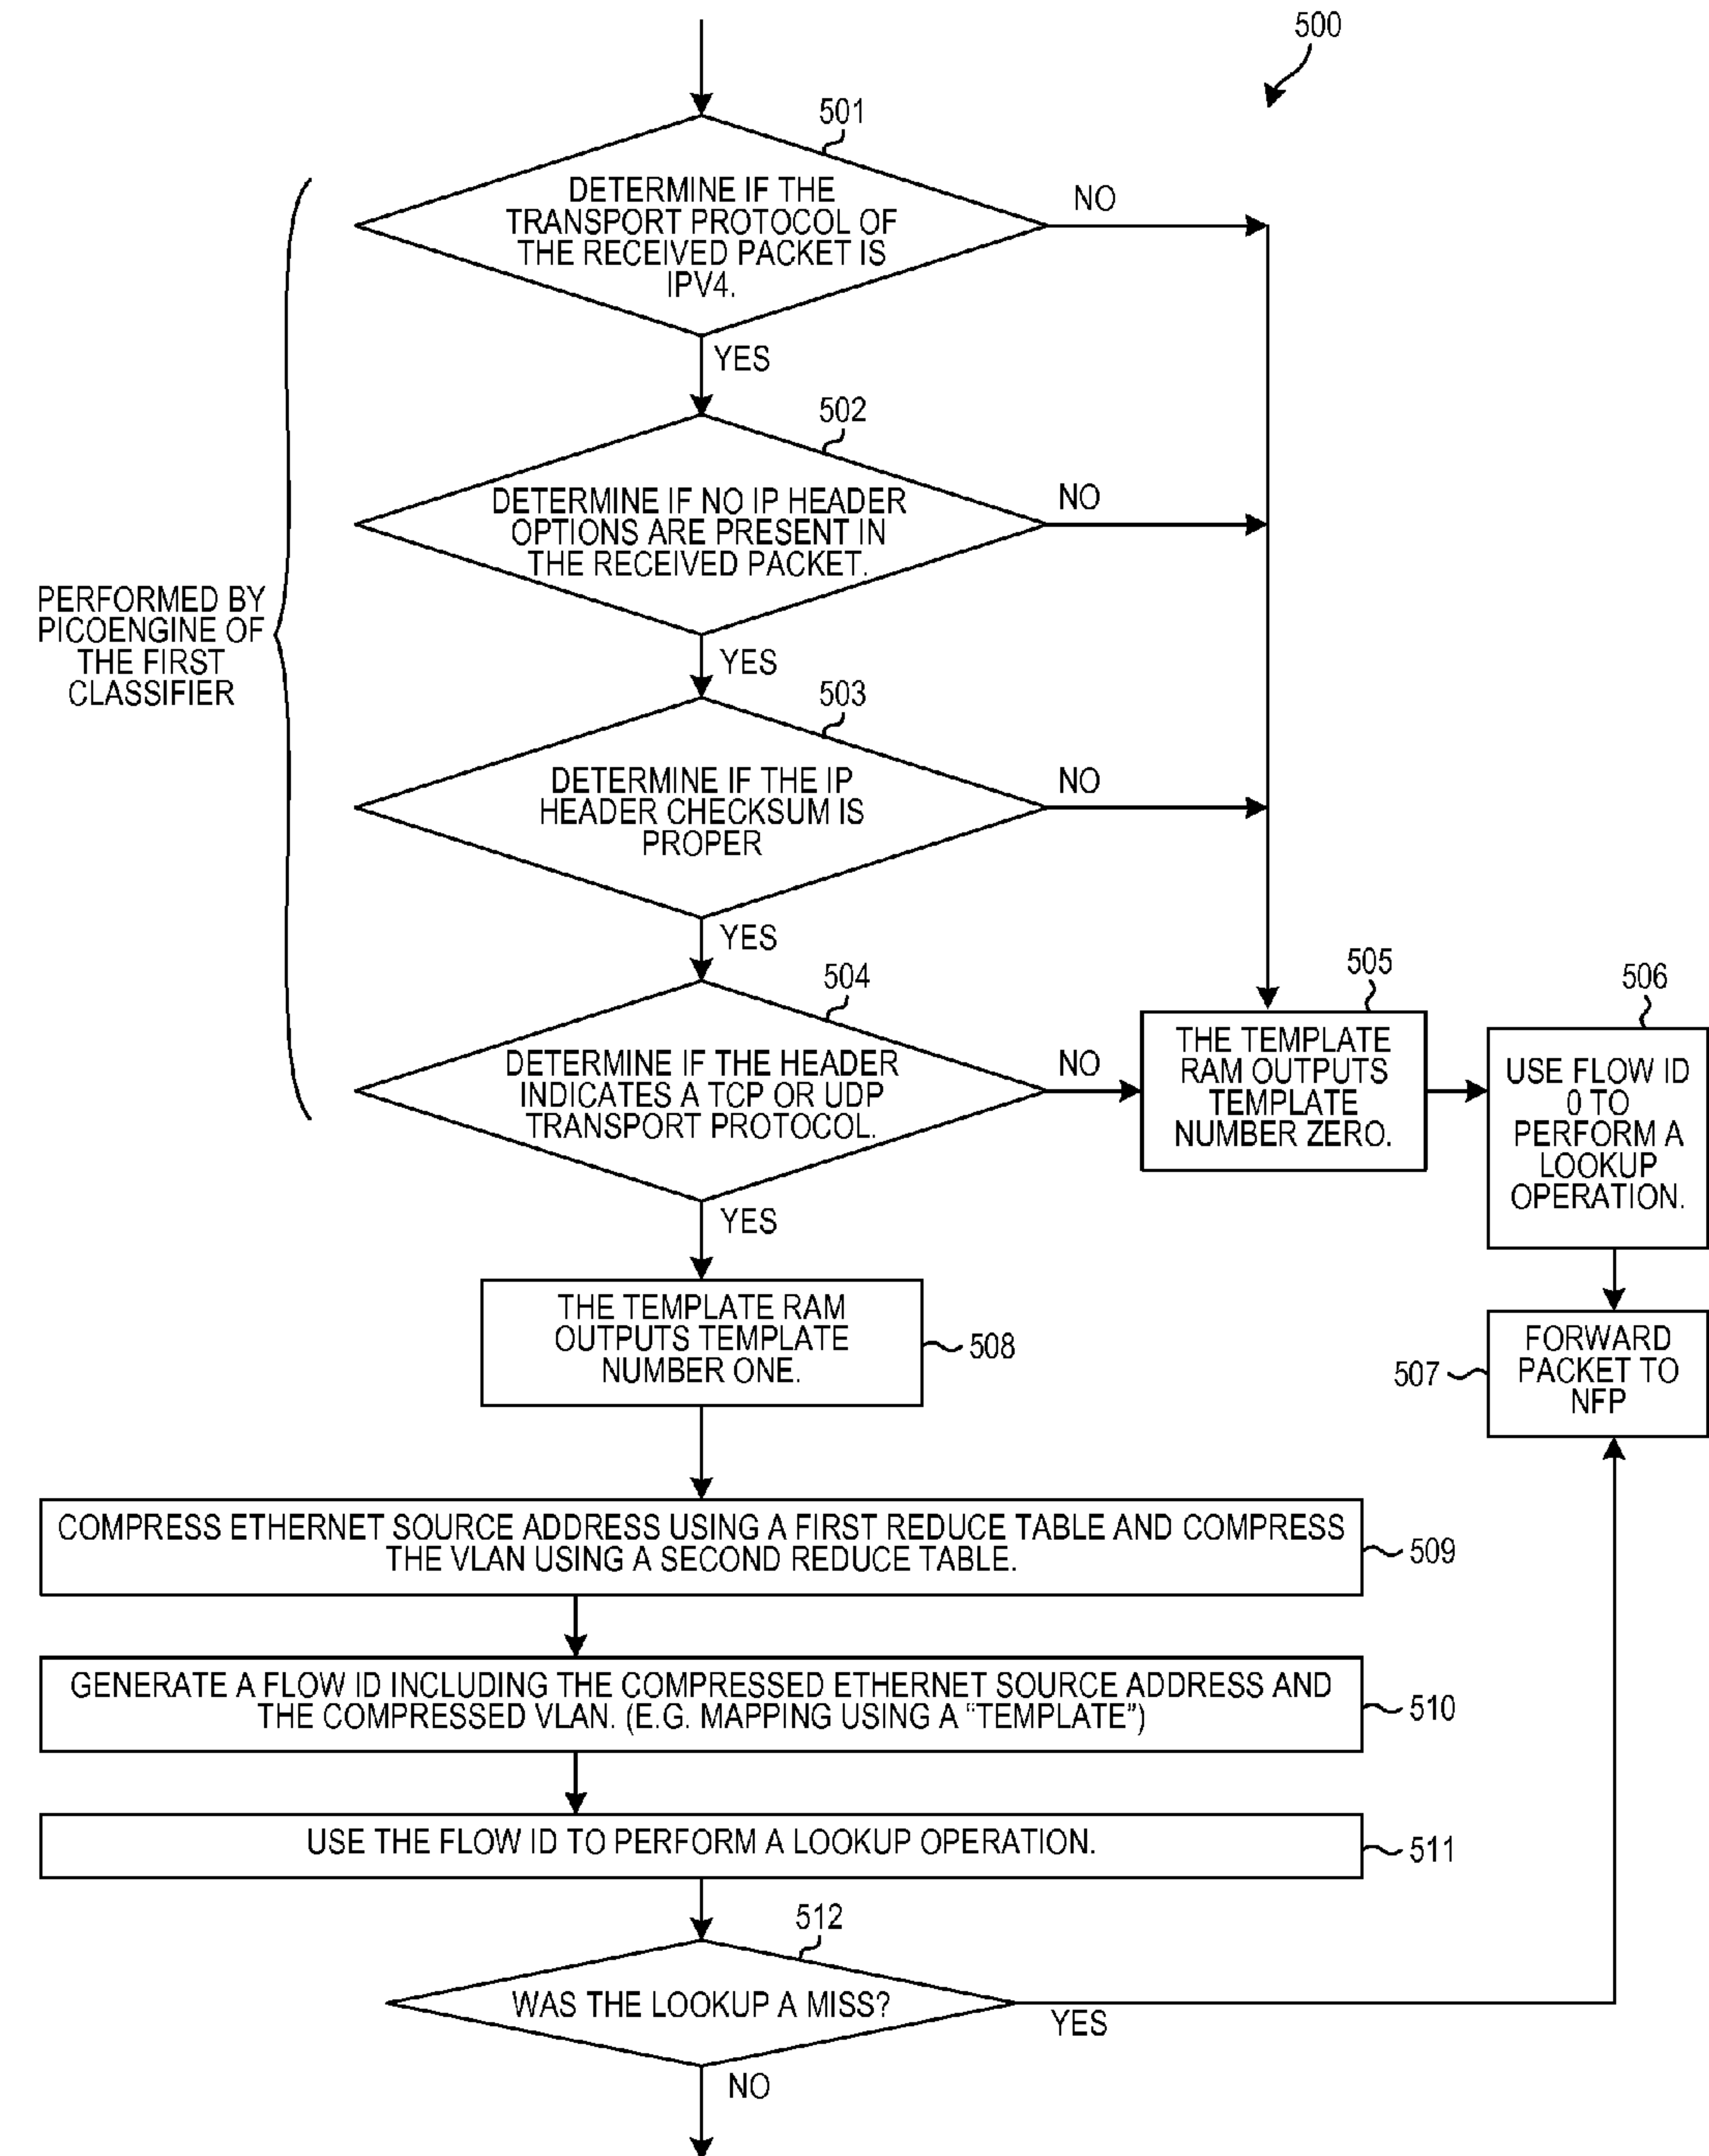 500
501
DETERMINE IF THE
TRANSPORT PROTOCOL OF
THE RECEIVED PACKET IS
IPV4.
NO
YES
502
DETERMINE IF NO IP HEADER
OPTIONS ARE PRESENT IN
THE RECEIVED PACKET.
NO
YES
PERFORMED BY
PICOENGINE OF
THE FIRST
CLASSIFIER
503
DETERMINE IF THE IP
HEADER CHECKSUM IS
PROPER
NO
YES
504
DETERMINE IF THE HEADER
INDICATES A TCP OR UDP
TRANSPORT PROTOCOL.
NO
YES
505
THE TEMPLATE
RAM OUTPUTS
TEMPLATE
NUMBER ZERO.
506
USE FLOW ID
0 TO
PERFORM A
LOOKUP
OPERATION.
507
FORWARD
PACKET TO
NFP
THE TEMPLATE RAM
OUTPUTS TEMPLATE
NUMBER ONE.
508
COMPRESS ETHERNET SOURCE ADDRESS USING A FIRST REDUCE TABLE AND COMPRESS
THE VLAN USING A SECOND REDUCE TABLE.
509
GENERATE A FLOW ID INCLUDING THE COMPRESSED ETHERNET SOURCE ADDRESS AND
THE COMPRESSED VLAN. (E.G. MAPPING USING A “TEMPLATE”)
510
USE THE FLOW ID TO PERFORM A LOOKUP OPERATION.
511
512
WAS THE LOOKUP A MISS?
YES
NO